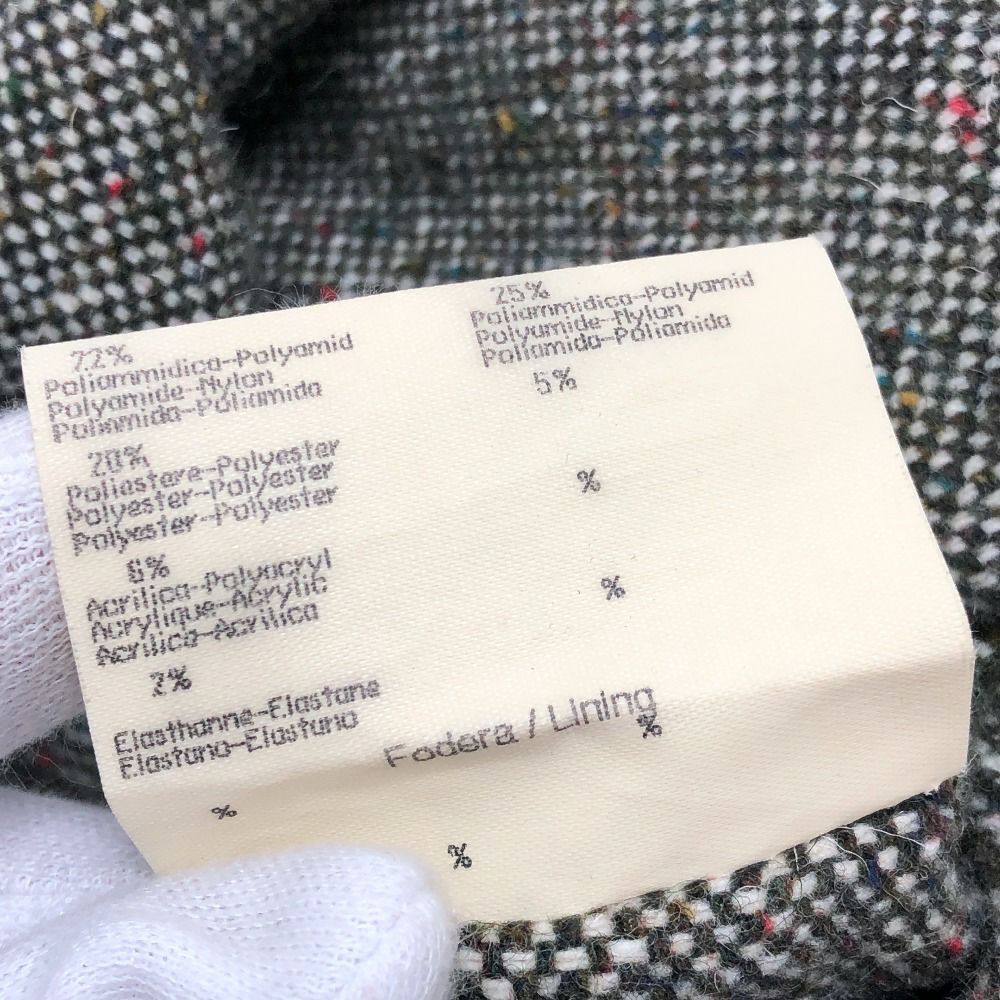 72%
Poliammidica-Polyamid
Polyamide-Nylon
Poliamida-Poliamida
20%
Poliestere-Polyester
Polyester-Polyester
Polyester-Polyester
6%
Acrilica-Polyacryl
Acrylique-Acrylic
Acrilico-Acrilica
2%
Elasthanne-Elastane
Elastano-Elastano
%
25%
Poliammidica-Polyamid
Polyamide-Nylon
Poliamida-Poliamida
5%
%
%
Fodera / Lining
%
%